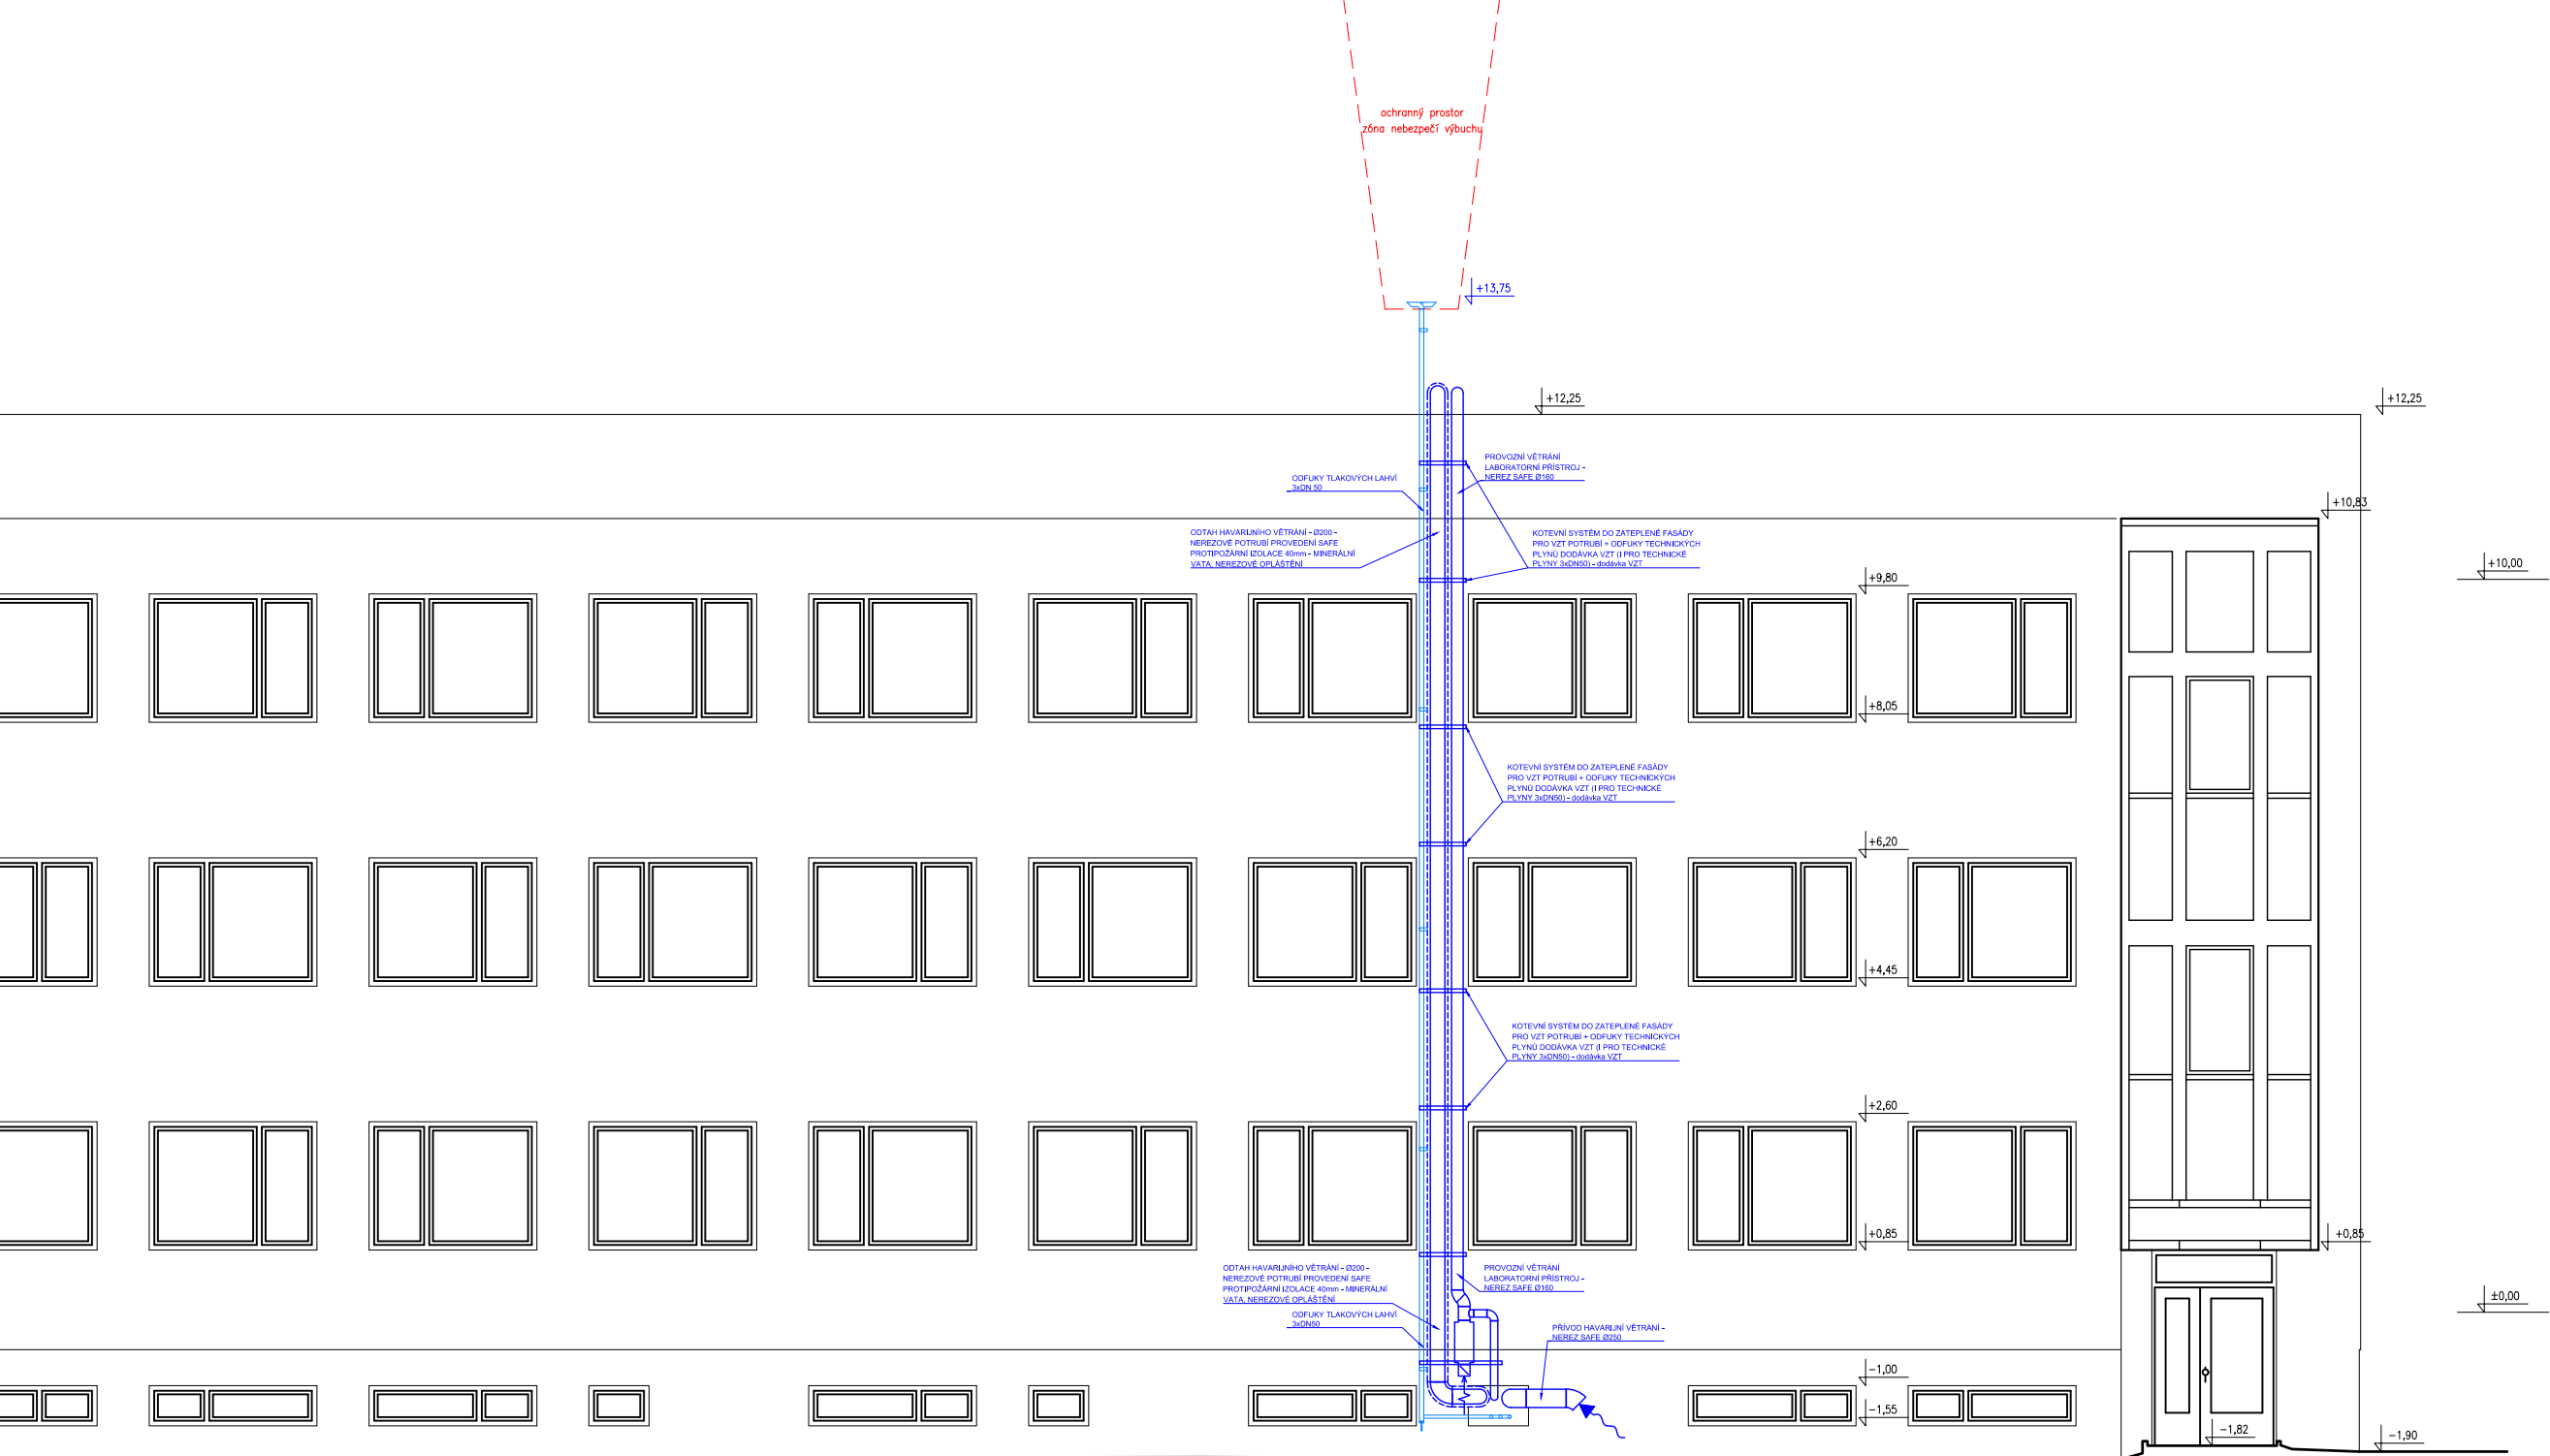 ochranný prostor
zóna nebezpečí výbuchu
+13,75
+12,25
+12,25
PROVOZNÍ VĚTRÁNÍ
LABORATORNÍ PŘÍSTROJ -
NEREZ SAFE Ø160
ODFUKY TLAKOVÝCH LAHVÍ
3xDN 50
+10,83
ODTAH HAVARIJNÍHO VĚTRÁNÍ - Ø200 -
NEREZOVÉ POTRUBÍ PROVEDENÍ SAFE
PROTIPOŽÁRNÍ IZOLACE 40mm - MINERÁLNÍ
VATA, NEREZOVÉ OPLÁŠTĚNÍ
KOTEVNÍ SYSTÉM DO ZATEPLENÉ FASÁDY
PRO VZT POTRUBÍ + ODFUKY TECHNICKÝCH
PLYNŮ DODÁVKA VZT (I PRO TECHNICKÉ
PLYNY 3xDN50) - dodávka VZT
+10,00
+9,80
+8,05
KOTEVNÍ SYSTÉM DO ZATEPLENÉ FASÁDY
PRO VZT POTRUBÍ + ODFUKY TECHNICKÝCH
PLYNŮ DODÁVKA VZT (I PRO TECHNICKÉ
PLYNY 3xDN50) - dodávka VZT
+6,20
+4,45
KOTEVNÍ SYSTÉM DO ZATEPLENÉ FASÁDY
PRO VZT POTRUBÍ + ODFUKY TECHNICKÝCH
PLYNŮ DODÁVKA VZT (I PRO TECHNICKÉ
PLYNY 3xDN50) - dodávka VZT
+2,60
+0,85
+0,85
ODTAH HAVARIJNÍHO VĚTRÁNÍ - Ø200 -
NEREZOVÉ POTRUBÍ PROVEDENÍ SAFE
PROTIPOŽÁRNÍ IZOLACE 40mm - MINERÁLNÍ
VATA, NEREZOVÉ OPLÁŠTĚNÍ
PROVOZNÍ VĚTRÁNÍ
LABORATORNÍ PŘÍSTROJ -
NEREZ SAFE Ø160
±0,00
ODFUKY TLAKOVÝCH LAHVÍ
3xDN50
PŘÍVOD HAVARIJNÍ VĚTRÁNÍ -
NEREZ SAFE Ø250
-1,00
-1,55
-1,82
-1,90